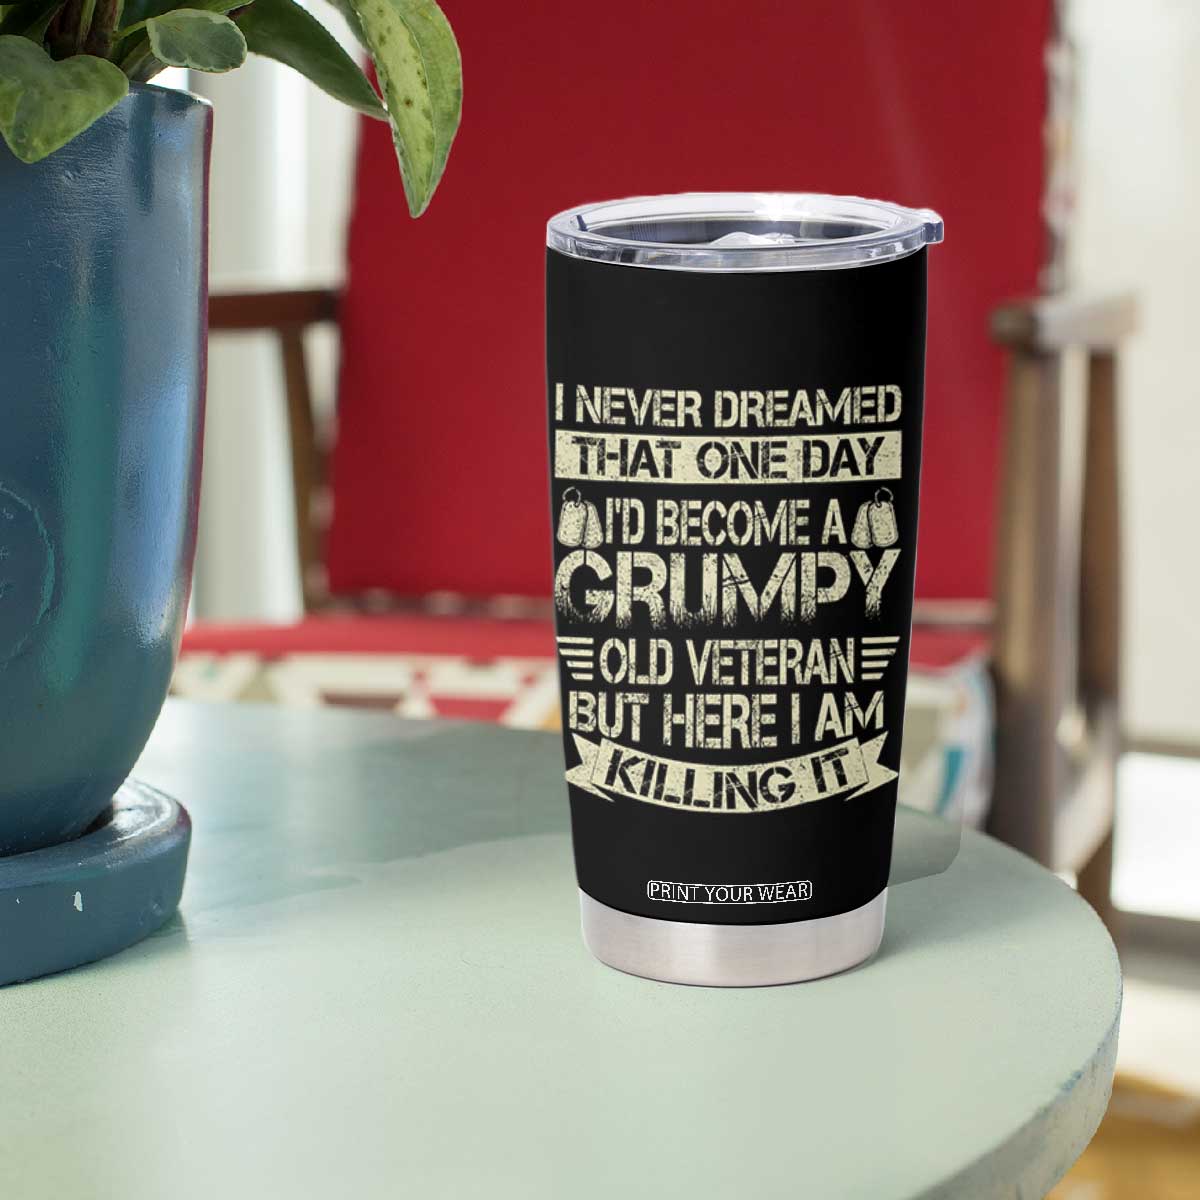 I NEVER DREAMED
THAT ONE DAY
I'D BECOME A
GRUMPY
OLD VETERAN
BUT HERE I AM
KILLING IT
PRINT YOUR WEAR